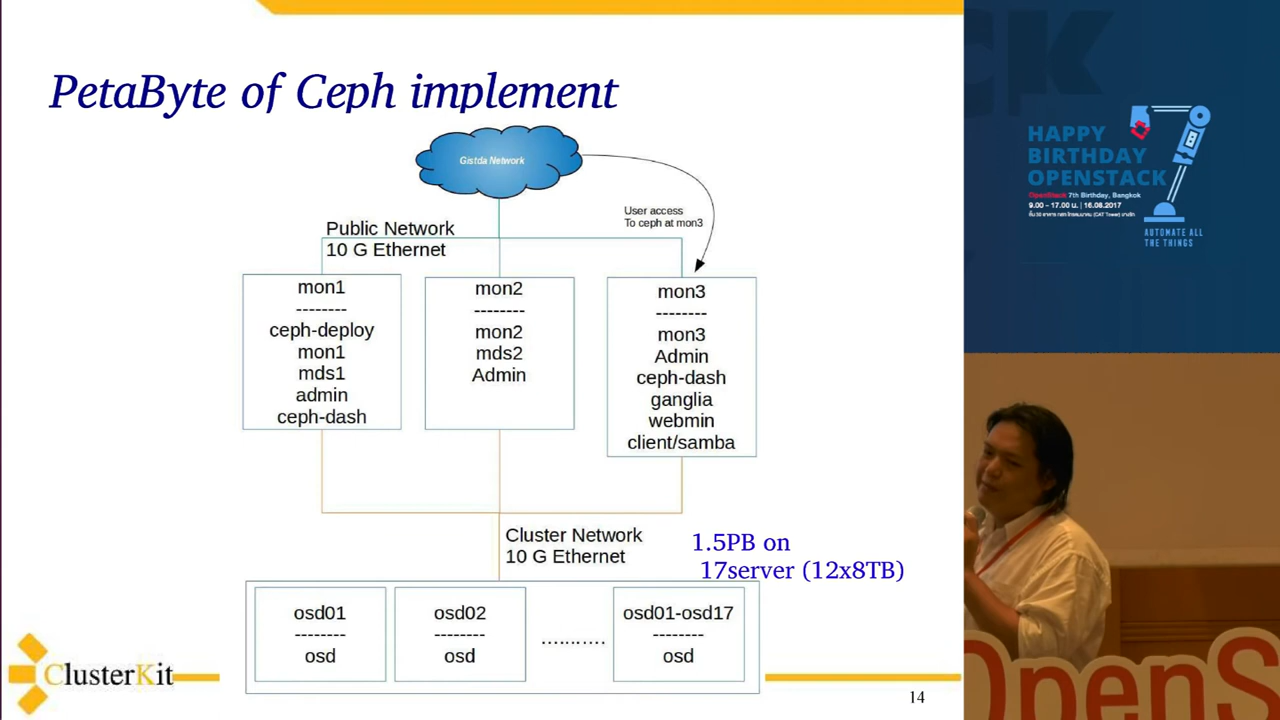 PetaByte of Ceph implement
Gistda Network
User access
To ceph at mon3
Public Network
10 G Ethernet
mon1
--------
ceph-deploy
mon1
mds1
admin
ceph-dash
mon2
--------
mon2
mds2
Admin
mon3
--------
mon3
Admin
ceph-dash
ganglia
webmin
client/samba
Cluster Network
10 G Ethernet
1.5PB on
17server (12x8TB)
osd01
--------
osd
osd02
--------
osd
..........
osd01-osd17
--------
osd
ClusterKit
14
HAPPY
BIRTHDAY
OPENSTACK
OpenStack 7th Birthday, Bangkok
9.00 - 17.00 น. | 16.08.2017
AUTOMATE ALL
THE THINGS
OpenS